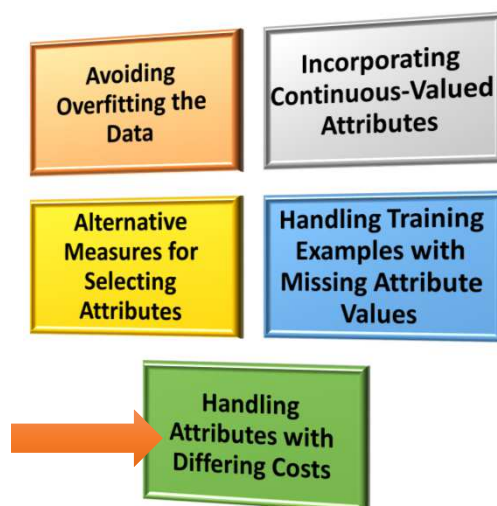 Avoiding
Overfitting the
Data
Incorporating
Continuous-Valued
Attributes
Alternative
Measures for
Selecting
Attributes
Handling Training
Examples with
Missing Attribute
Values
Handling
Attributes with
Differing Costs